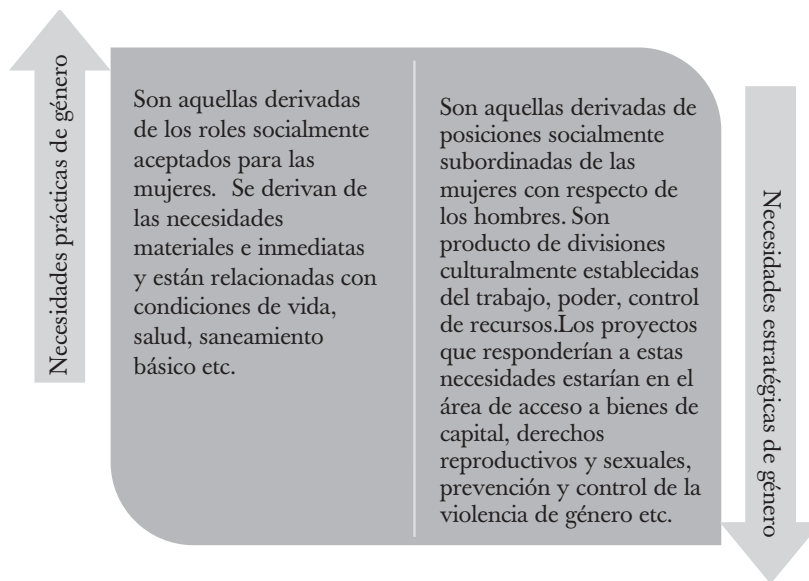 Necesidades prácticas de género
Son aquellas derivadas
de los roles socialmente
aceptados para las
mujeres. Se derivan de
las necesidades
materiales e inmediatas
y están relacionadas con
condiciones de vida,
salud, saneamiento
básico etc.
Son aquellas derivadas de
posiciones socialmente
subordinadas de las
mujeres con respecto de
los hombres. Son
producto de divisiones
culturalmente establecidas
del trabajo, poder, control
de recursos.Los proyectos
que responderían a estas
necesidades estarían en el
área de acceso a bienes de
capital, derechos
reproductivos y sexuales,
prevención y control de la
violencia de género etc.
Necesidades estratégicas de género